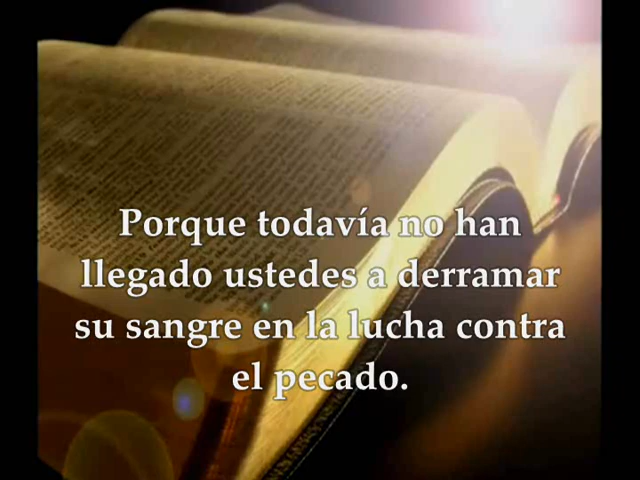 Porque todavía no han
llegado ustedes a derramar
su sangre en la lucha contra
el pecado.